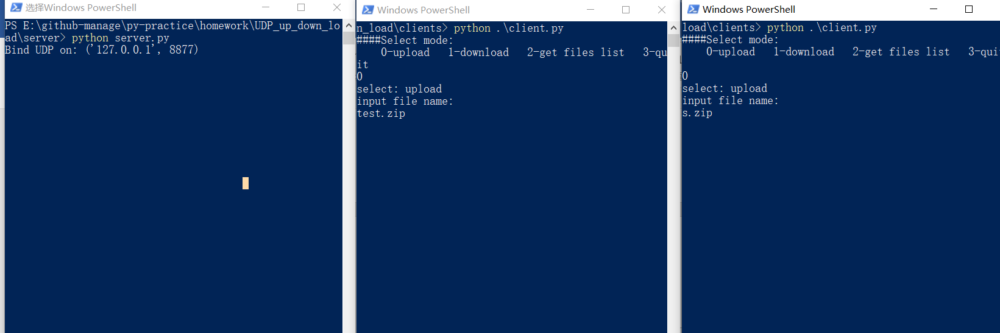 选择Windows PowerShell
PS E:\github-manage\py-practice\homework\UDP_up_down_lo
ad\server> python server.py
Bind UDP on: ('127.0.0.1', 8877)
Windows PowerShell
n_load\clients> python .\client.py
####Select mode:
    0-upload   1-download   2-get files list   3-qu
it
0
select: upload
input file name:
test.zip
Windows PowerShell
load\clients> python .\client.py
####Select mode:
    0-upload   1-download   2-get files list   3-quit
0
select: upload
input file name:
s.zip